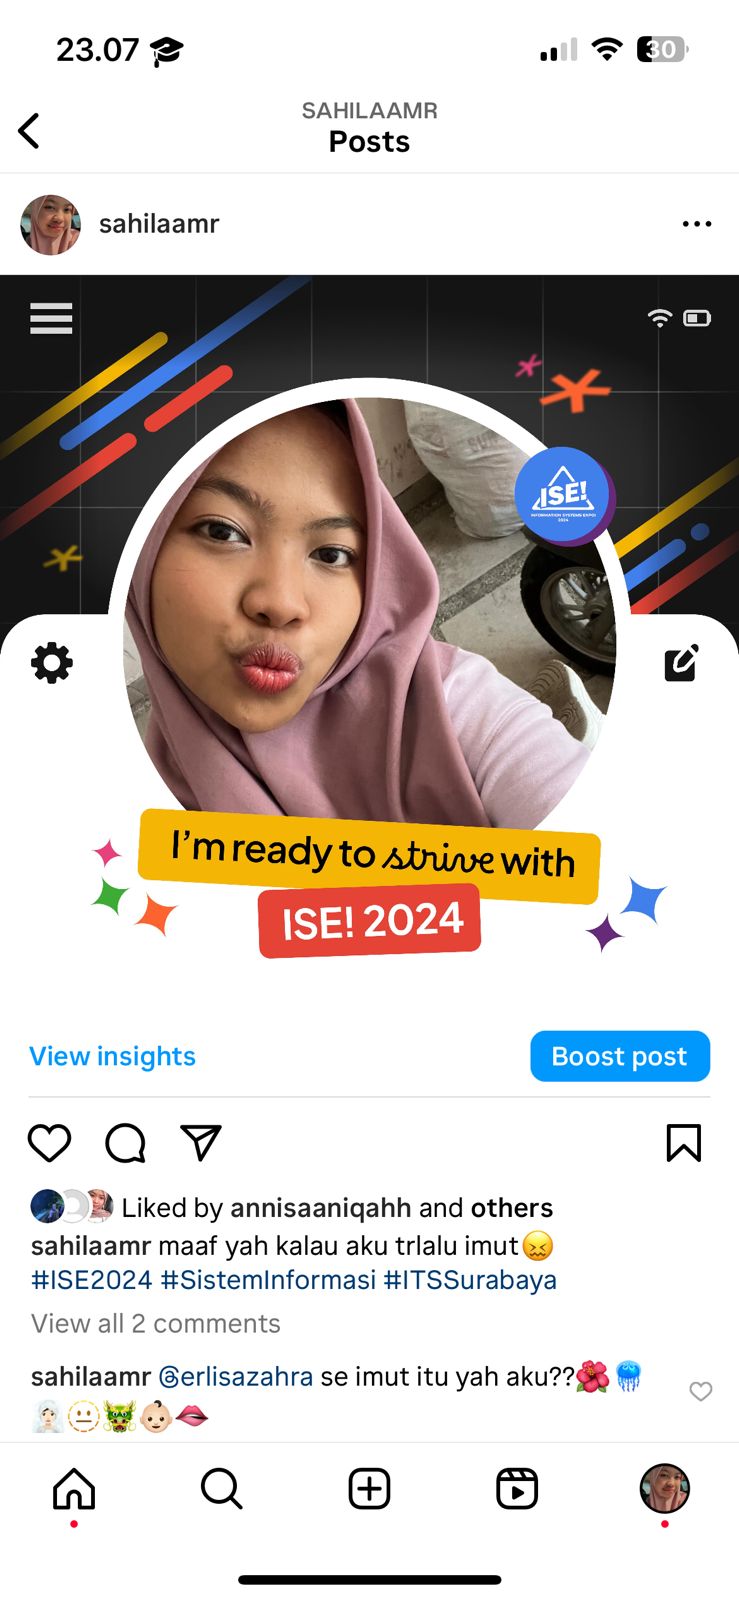 23.07
30
SAHILAAMR
Posts
sahilaamr
ISE!
INFORMATION SYSTEMS EXPO!
2024
I'm ready to strive with
ISE! 2024
View insights
Boost post
Liked by annisaaniqahh and others
sahilaamr maaf yah kalau aku trlalu imut😖
#ISE2024 #SistemInformasi #ITSSurabaya
View all 2 comments
sahilaamr @erlisazahra se imut itu yah aku??🌺🪼
👰🏻‍♀️🫥🐲👶🏻🫦